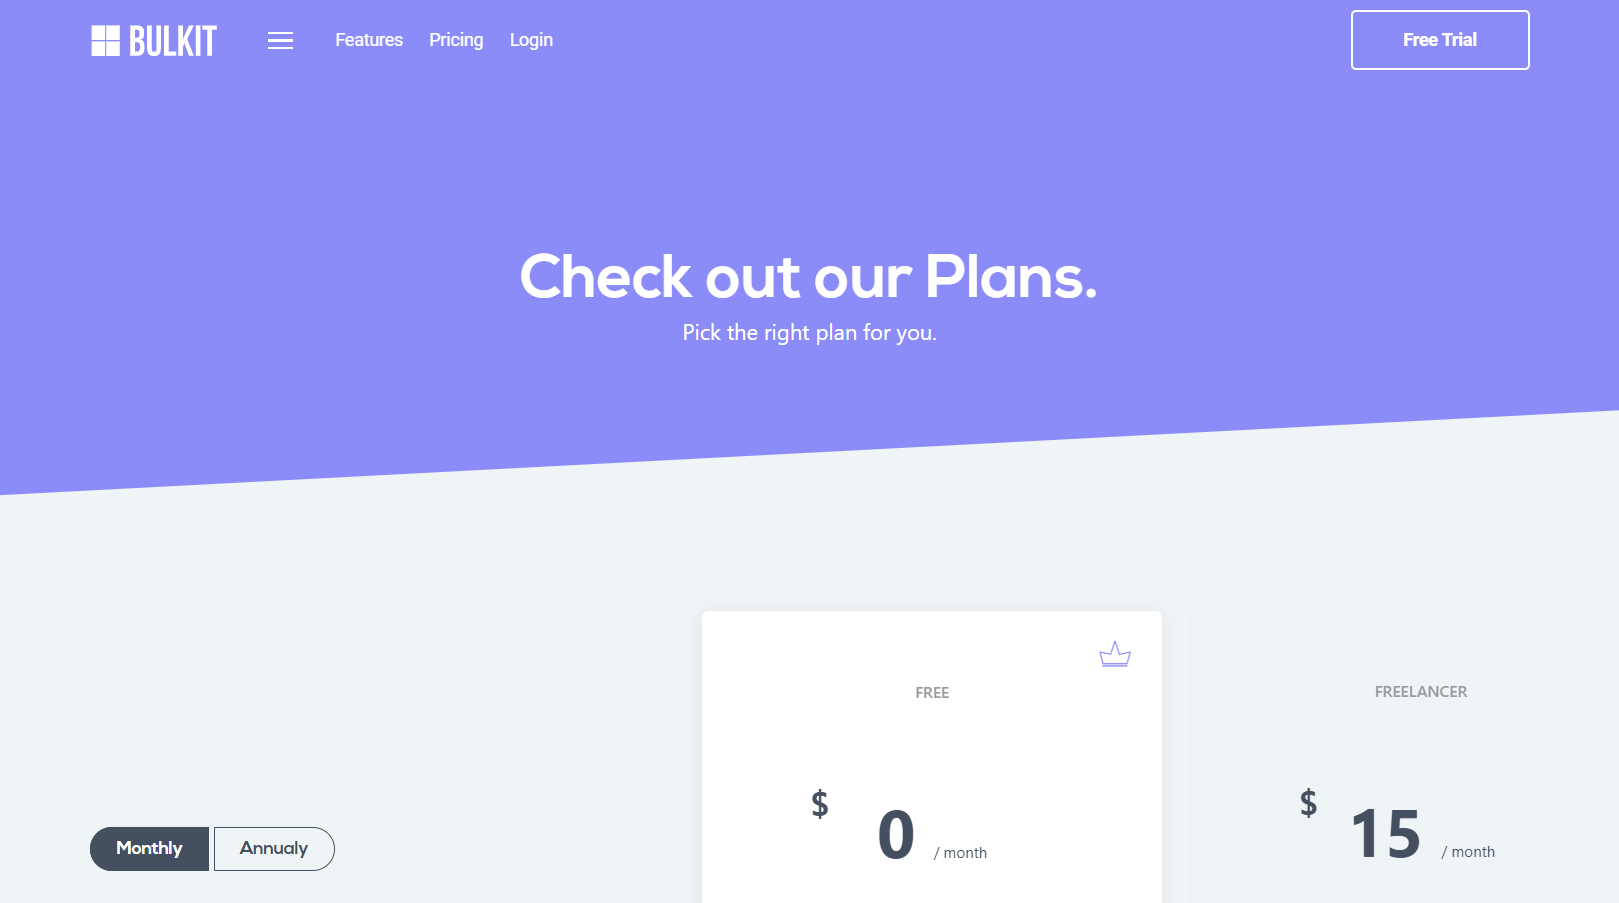 BULKIT
Features Pricing Login
Free Trial
Check out our Plans.
Pick the right plan for you.
FREE
FREELANCER
$ 0 / month
$ 15 / month
Monthly Annualy